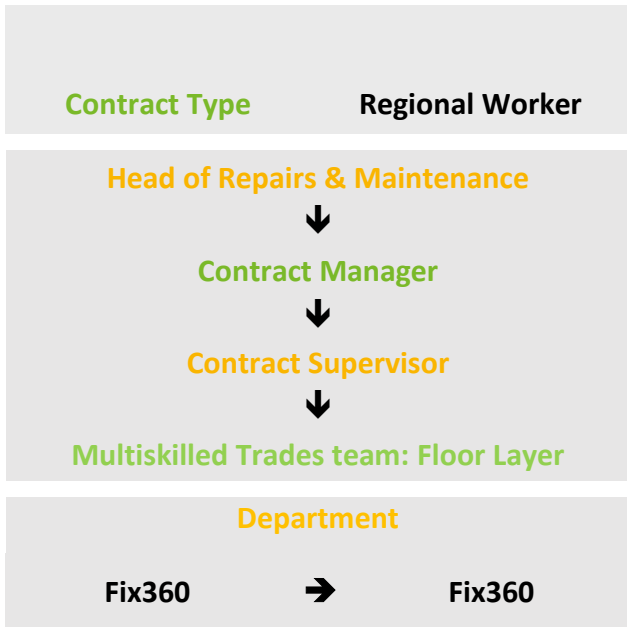 Contract Type Regional Worker
Head of Repairs & Maintenance
↓
Contract Manager
↓
Contract Supervisor
↓
Multiskilled Trades team: Floor Layer
Department
Fix360 → Fix360